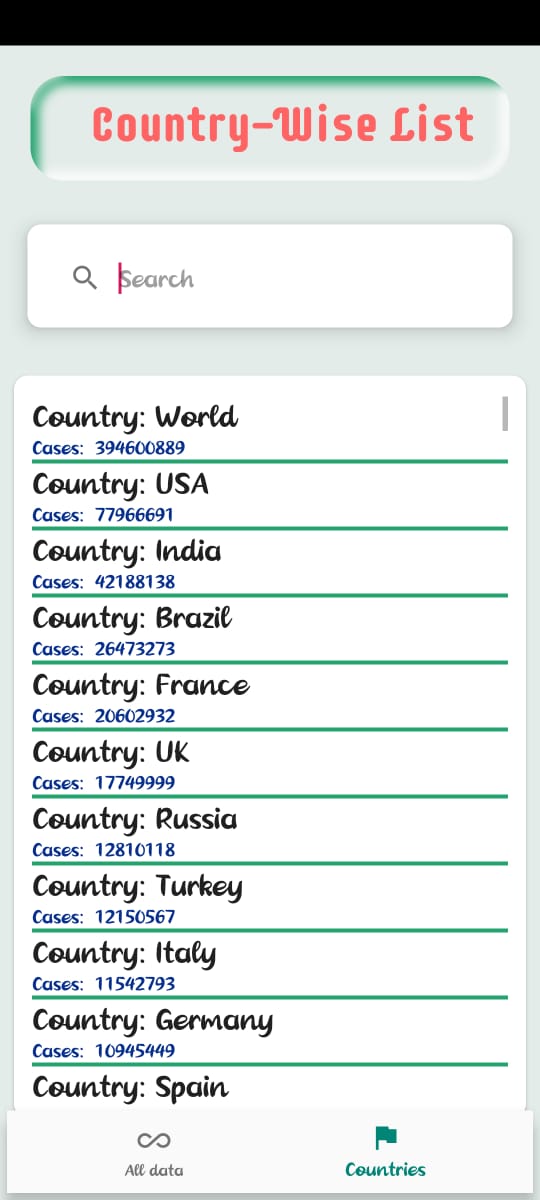 Country-Wise List
Search
Country: World
Cases: 394600889
Country: USA
Cases: 77966691
Country: India
Cases: 42188138
Country: Brazil
Cases: 26473273
Country: France
Cases: 20602932
Country: UK
Cases: 17749999
Country: Russia
Cases: 12810118
Country: Turkey
Cases: 12150567
Country: Italy
Cases: 11542793
Country: Germany
Cases: 10945449
Country: Spain
All data
Countries